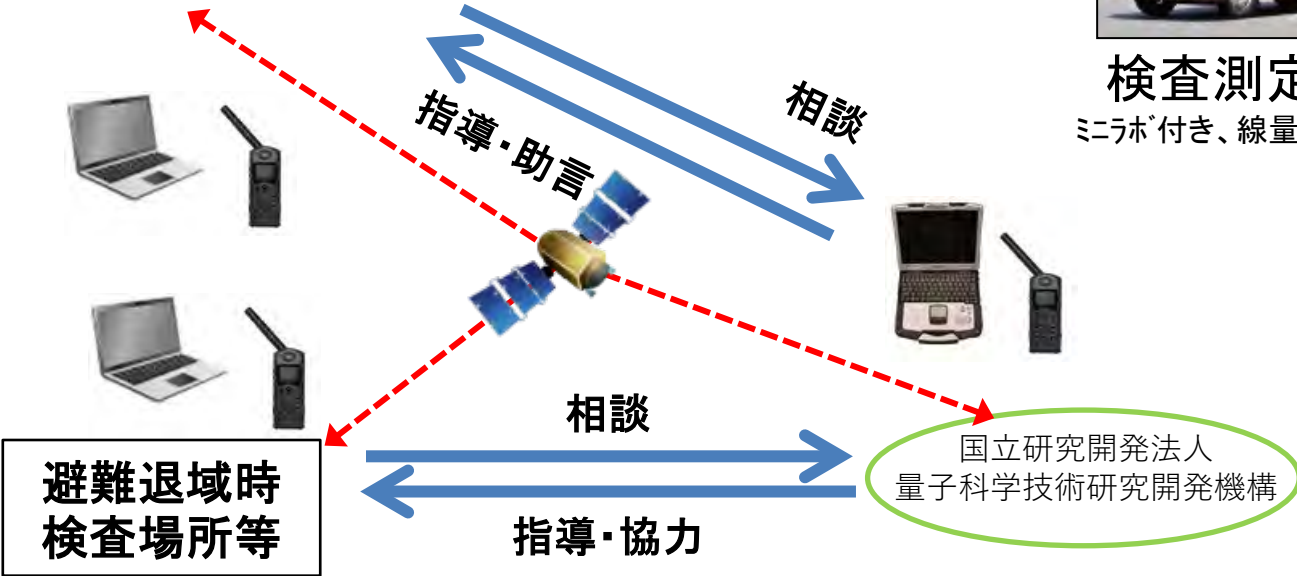 検査測定
ミニラボ付き、線量
相談
指導・助言
相談
国立研究開発法人
量子科学技術研究開発機構
避難退域時
検査場所等
指導・協力